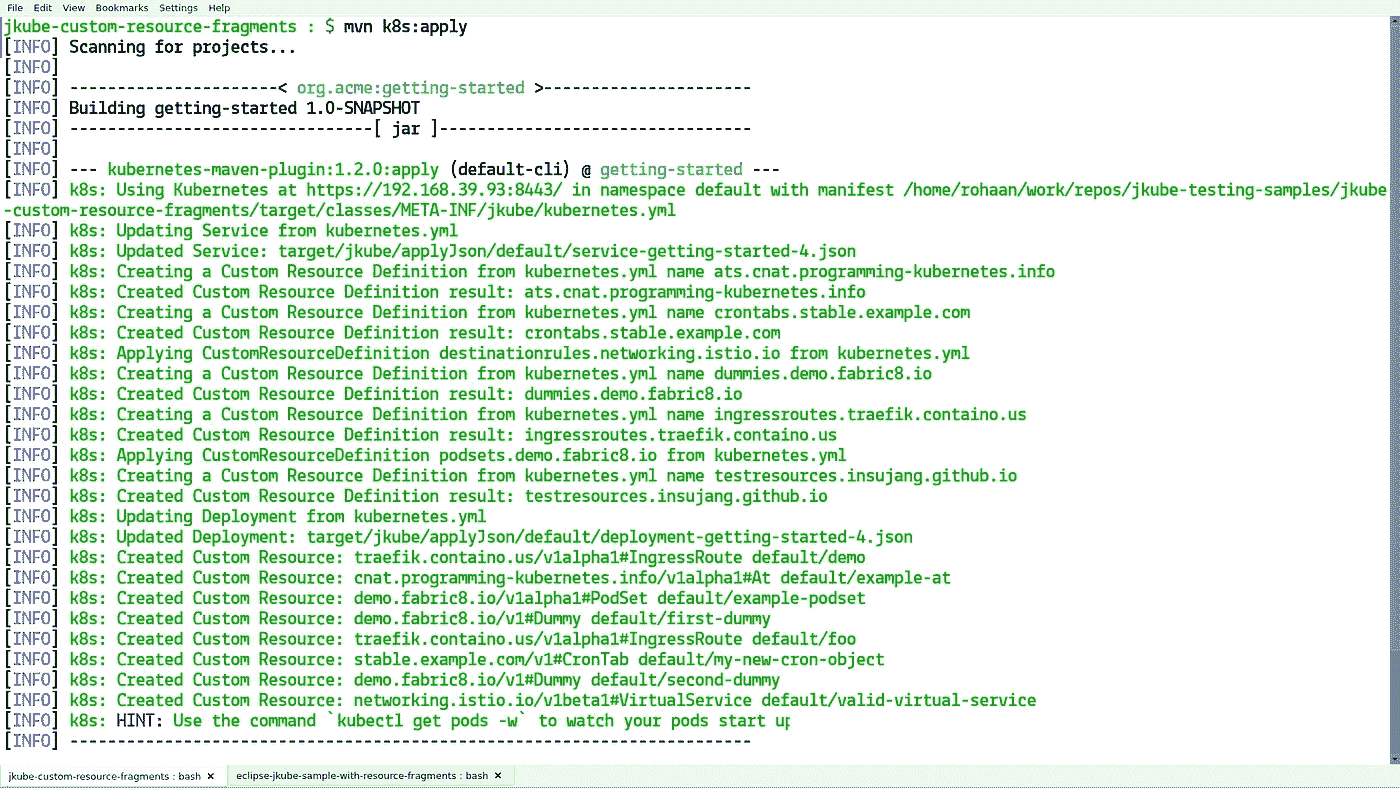 File Edit View Bookmarks Settings Help
jkube-custom-resource-fragments : $ mvn k8s:apply
[INFO] Scanning for projects...
[INFO]
[INFO] ----------------------< org.acme:getting-started >----------------------
[INFO] Building getting-started 1.0-SNAPSHOT
[INFO] --------------------------------[ jar ]---------------------------------
[INFO]
[INFO] --- kubernetes-maven-plugin:1.2.0:apply (default-cli) @ getting-started ---
[INFO] k8s: Using Kubernetes at https://192.168.39.93:8443/ in namespace default with manifest /home/rohaan/work/repos/jkube-testing-samples/jkube
-custom-resource-fragments/target/classes/META-INF/jkube/kubernetes.yml
[INFO] k8s: Updating Service from kubernetes.yml
[INFO] k8s: Updated Service: target/jkube/applyJson/default/service-getting-started-4.json
[INFO] k8s: Creating a Custom Resource Definition from kubernetes.yml name ats.cnat.programming-kubernetes.info
[INFO] k8s: Created Custom Resource Definition result: ats.cnat.programming-kubernetes.info
[INFO] k8s: Creating a Custom Resource Definition from kubernetes.yml name crontabs.stable.example.com
[INFO] k8s: Created Custom Resource Definition result: crontabs.stable.example.com
[INFO] k8s: Applying CustomResourceDefinition destinationrules.networking.istio.io from kubernetes.yml
[INFO] k8s: Creating a Custom Resource Definition from kubernetes.yml name dummies.demo.fabric8.io
[INFO] k8s: Created Custom Resource Definition result: dummies.demo.fabric8.io
[INFO] k8s: Creating a Custom Resource Definition from kubernetes.yml name ingressroutes.traefik.containo.us
[INFO] k8s: Created Custom Resource Definition result: ingressroutes.traefik.containo.us
[INFO] k8s: Applying CustomResourceDefinition podsets.demo.fabric8.io from kubernetes.yml
[INFO] k8s: Creating a Custom Resource Definition from kubernetes.yml name testresources.insujang.github.io
[INFO] k8s: Created Custom Resource Definition result: testresources.insujang.github.io
[INFO] k8s: Updating Deployment from kubernetes.yml
[INFO] k8s: Updated Deployment: target/jkube/applyJson/default/deployment-getting-started-4.json
[INFO] k8s: Created Custom Resource: traefik.containo.us/v1alpha1#IngressRoute default/demo
[INFO] k8s: Created Custom Resource: cnat.programming-kubernetes.info/v1alpha1#At default/example-at
[INFO] k8s: Created Custom Resource: demo.fabric8.io/v1alpha1#PodSet default/example-podset
[INFO] k8s: Created Custom Resource: demo.fabric8.io/v1#Dummy default/first-dummy
[INFO] k8s: Created Custom Resource: traefik.containo.us/v1alpha1#IngressRoute default/foo
[INFO] k8s: Created Custom Resource: stable.example.com/v1#CronTab default/my-new-cron-object
[INFO] k8s: Created Custom Resource: demo.fabric8.io/v1#Dummy default/second-dummy
[INFO] k8s: Created Custom Resource: networking.istio.io/v1beta1#VirtualService default/valid-virtual-service
[INFO] k8s: HINT: Use the command `kubectl get pods -w` to watch your pods start up
[INFO] ------------------------------------------------------------------------
jkube-custom-resource-fragments : bash × eclipse-jkube-sample-with-resource-fragments : bash ×